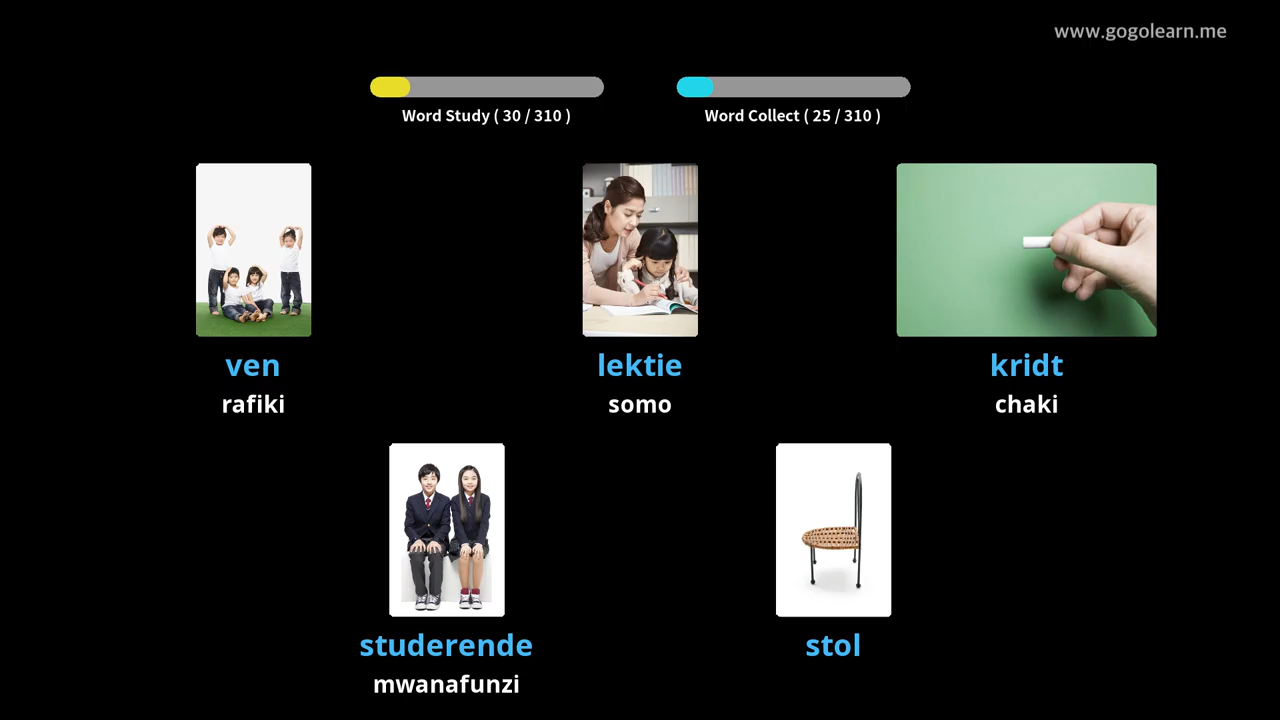 www.gogolearn.me
Word Study ( 30 / 310 )
Word Collect ( 25 / 310 )
ven
rafiki
lektie
somo
kridt
chaki
studerende
mwanafunzi
stol